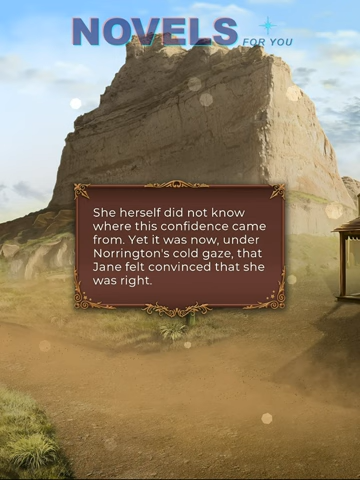 NOVELS
FOR YOU
She herself did not know
where this confidence came
from. Yet it was now, under
Norrington's cold gaze, that
Jane felt convinced that she
was right.